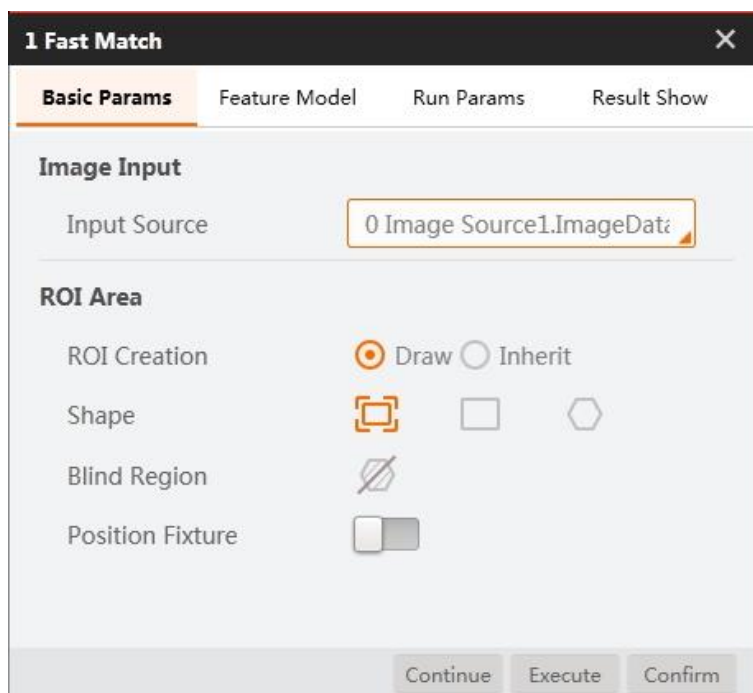 1 Fast Match
Basic Params Feature Model Run Params Result Show
Image Input
Input Source 0 Image Source1.ImageData
ROI Area
ROI Creation Draw Inherit
Shape
Blind Region
Position Fixture
Continue Execute Confirm